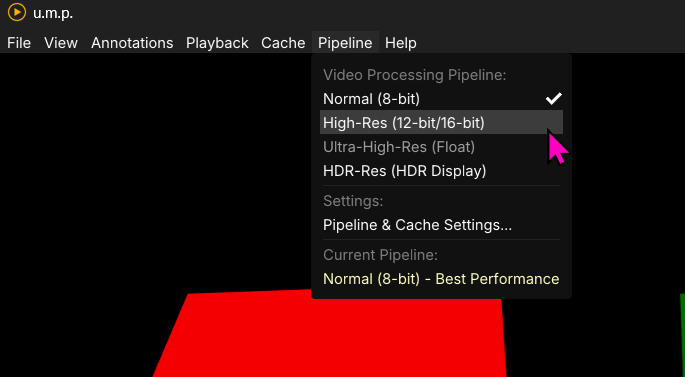 u.m.p.
File View Annotations Playback Cache Pipeline Help
Video Processing Pipeline:
Normal (8-bit)
High-Res (12-bit/16-bit)
Ultra-High-Res (Float)
HDR-Res (HDR Display)
Settings:
Pipeline & Cache Settings...
Current Pipeline:
Normal (8-bit) - Best Performance